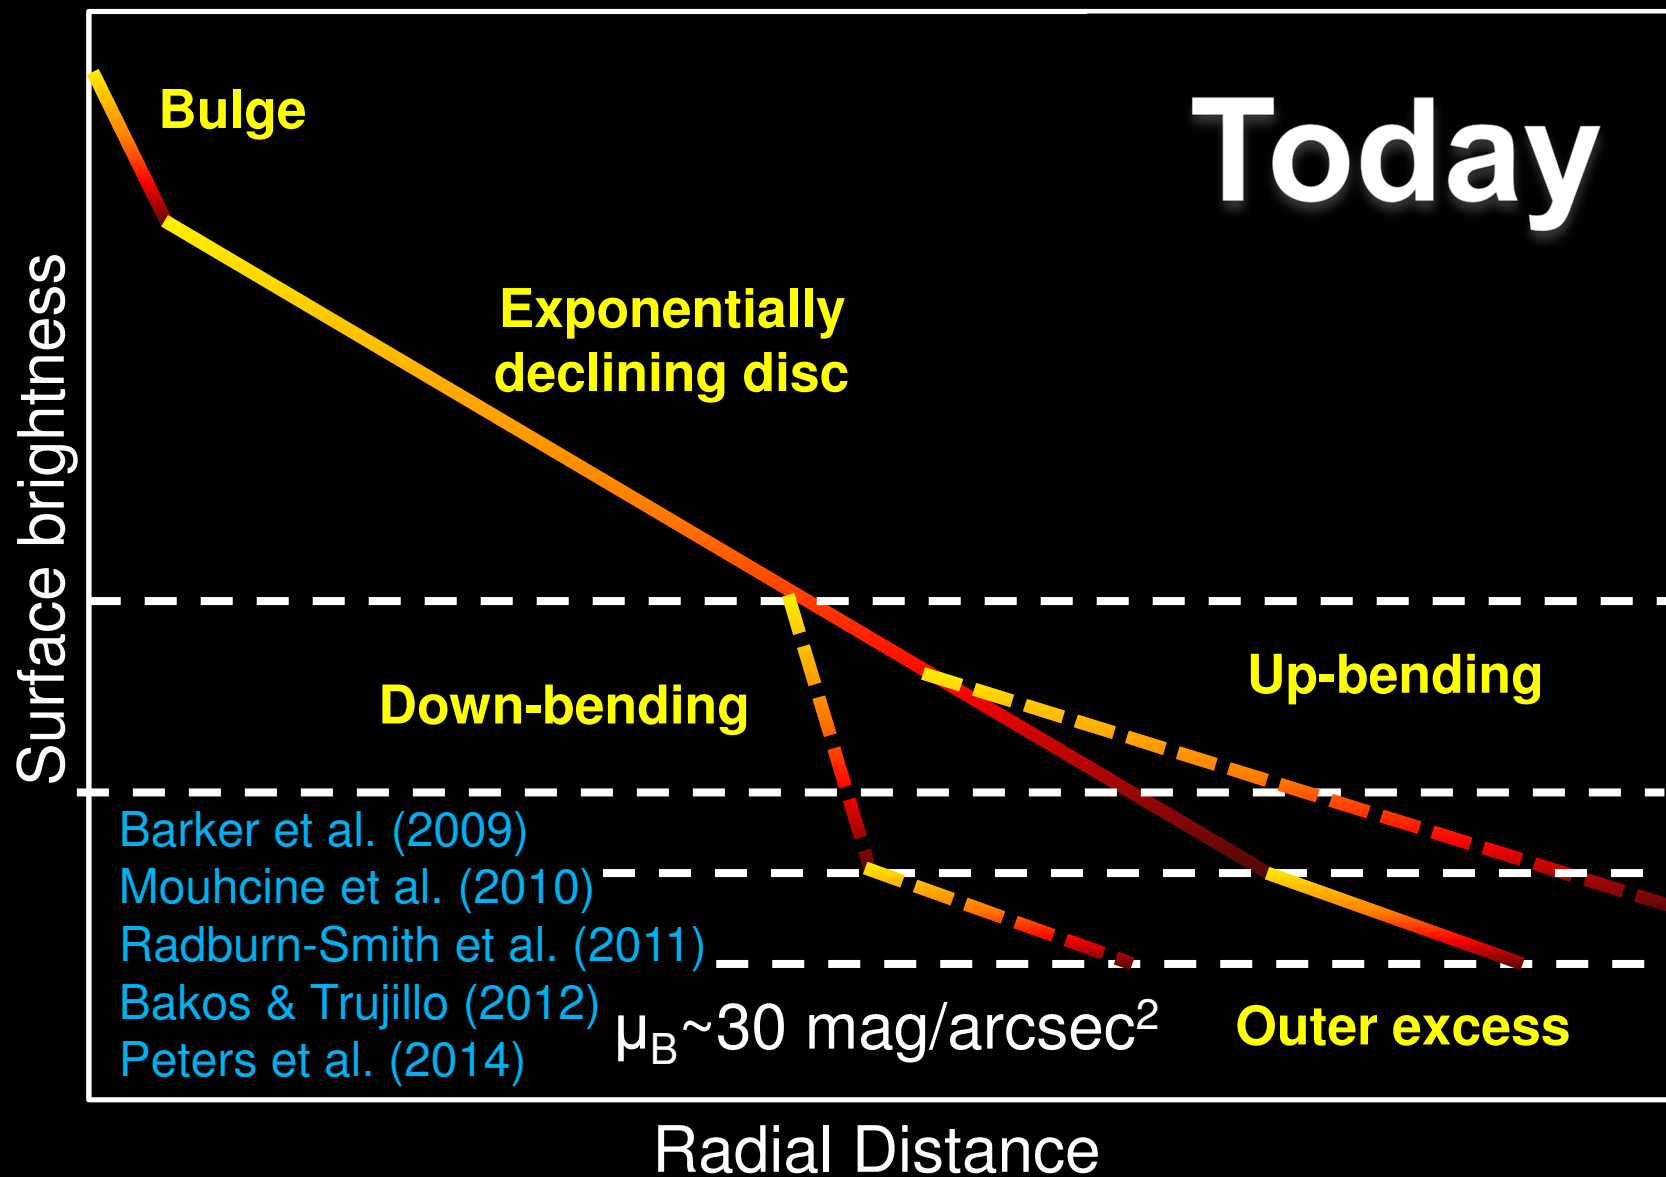 Today
Bulge
Exponentially
declining disc
Surface brightness
Down-bending
Up-bending
Barker et al. (2009)
Mouhcine et al. (2010)
Radburn-Smith et al. (2011)
Bakos & Trujillo (2012)
Peters et al. (2014)
μB~30 mag/arcsec²
Outer excess
Radial Distance